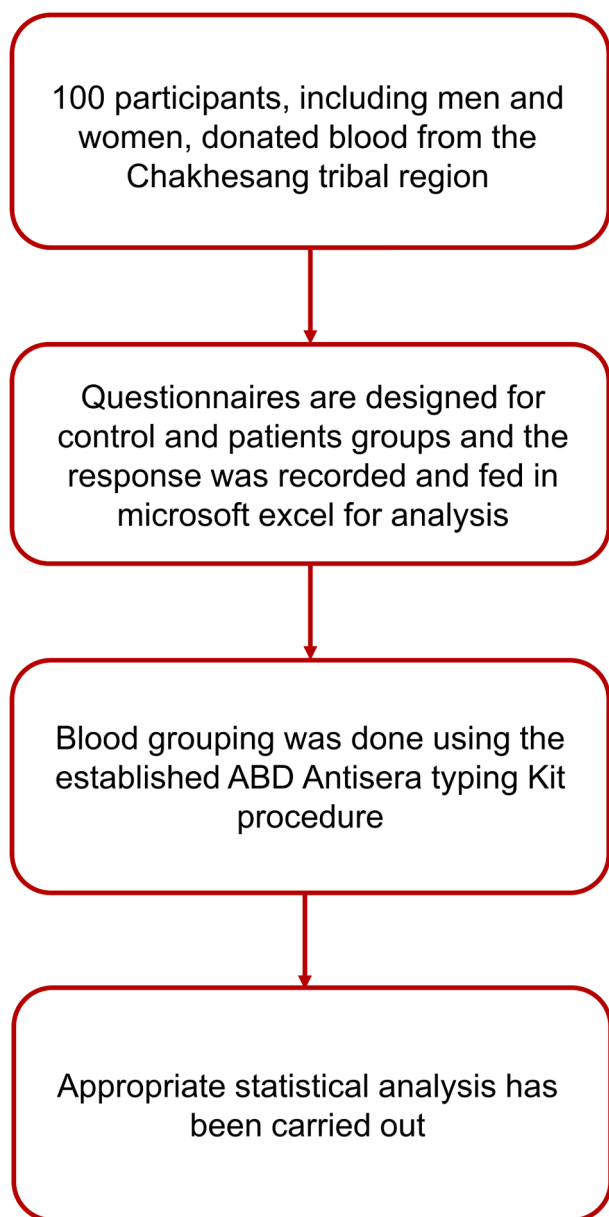 100 participants, including men and
women, donated blood from the
Chakhesang tribal region
Questionnaires are designed for
control and patients groups and the
response was recorded and fed in
microsoft excel for analysis
Blood grouping was done using the
established ABD Antisera typing Kit
procedure
Appropriate statistical analysis has
been carried out